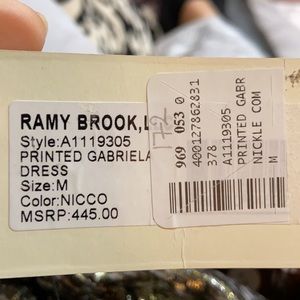 RAMY BROOK,L
Style:A1119305
PRINTED GABRIELA
DRESS
Size:M
Color:NICCO
MSRP:445.00
969 053 0
400127862831
378
A1119305
PRINTED GABR
NICKLE COM
M